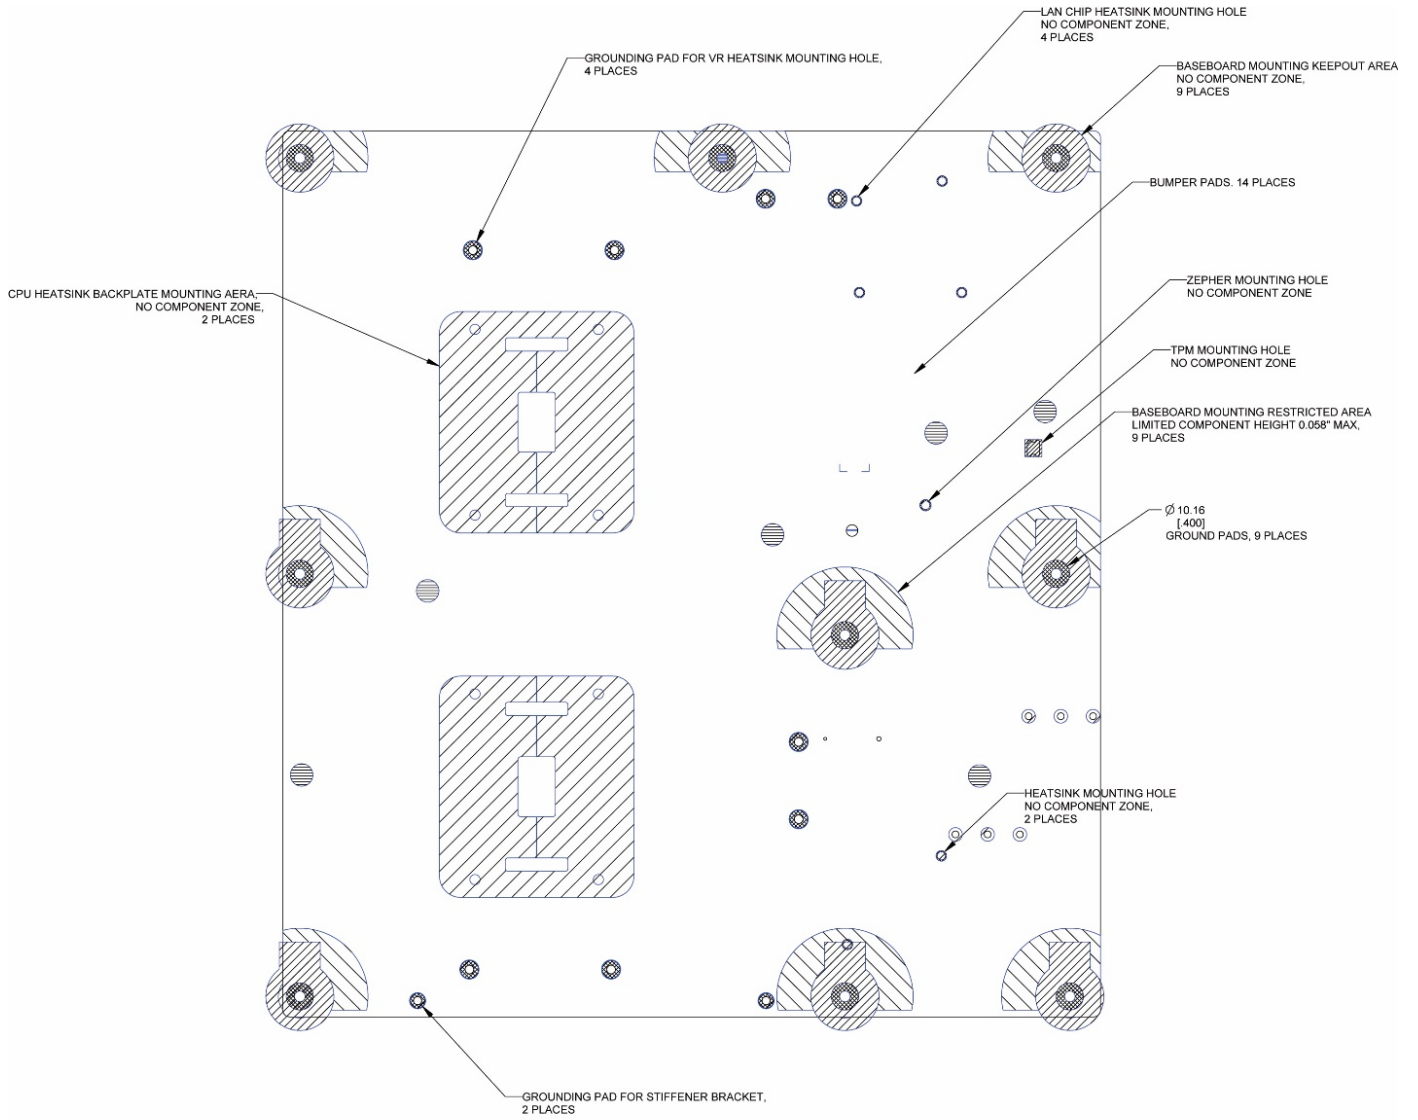 LAN CHIP HEATSINK MOUNTING HOLE
NO COMPONENT ZONE,
4 PLACES
GROUNDING PAD FOR VR HEATSINK MOUNTING HOLE,
4 PLACES
BASEBOARD MOUNTING KEEPOUT AREA
NO COMPONENT ZONE,
9 PLACES
BUMPER PADS. 14 PLACES
ZEPHER MOUNTING HOLE
NO COMPONENT ZONE
CPU HEATSINK BACKPLATE MOUNTING AERA,
NO COMPONENT ZONE,
2 PLACES
TPM MOUNTING HOLE
NO COMPONENT ZONE
BASEBOARD MOUNTING RESTRICTED AREA
LIMITED COMPONENT HEIGHT 0.058" MAX,
9 PLACES
Ø 10.16
[.400]
GROUND PADS, 9 PLACES
HEATSINK MOUNTING HOLE
NO COMPONENT ZONE,
2 PLACES
GROUNDING PAD FOR STIFFENER BRACKET,
2 PLACES